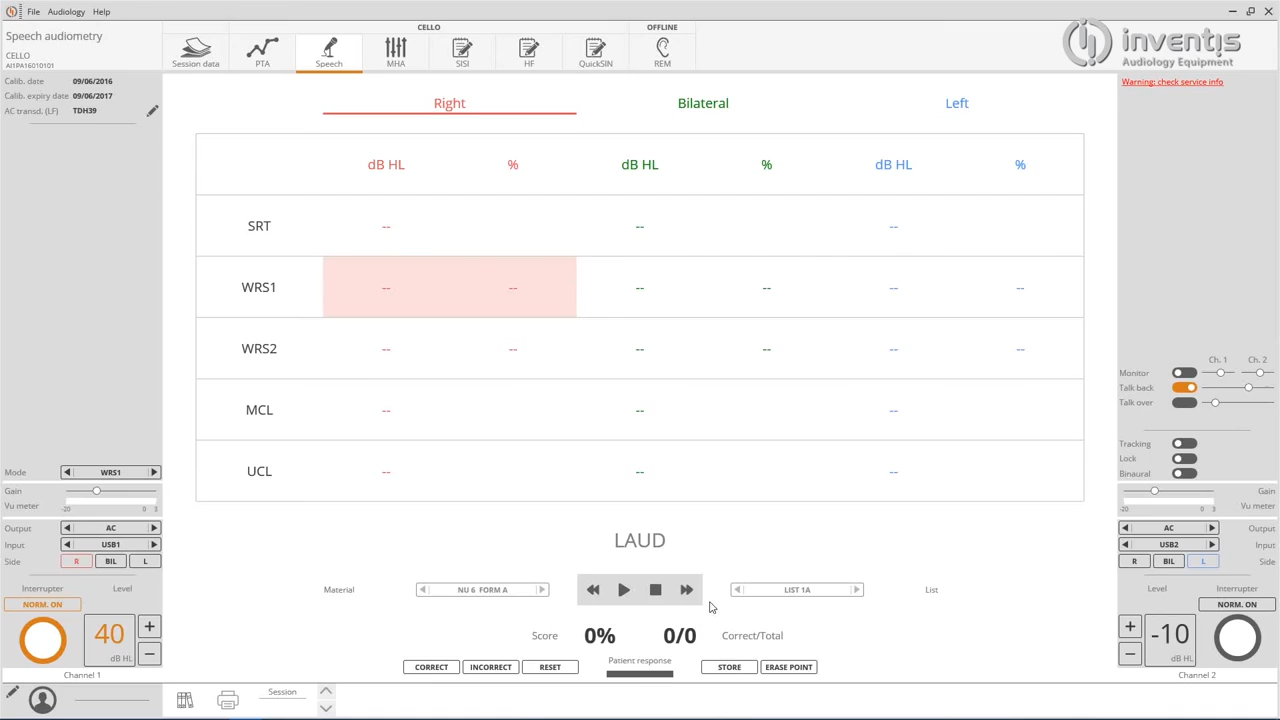 File Audiology Help
Speech audiometry
CELLO
AI1PA16010101
Calib. date 09/06/2016
Calib. expiry date 09/06/2017
AC transd. (LF) TDH39
CELLO
OFFLINE
Session data
PTA
Speech
MHA
SISI
HF
QuickSIN
REM
inventis
Audiology Equipment
Warning: check service info
Right Bilateral Left
dB HL % dB HL % dB HL %
SRT -- -- --
WRS1 -- -- -- -- -- --
WRS2 -- -- -- -- -- --
MCL -- -- --
UCL -- -- --
Mode WRS1
Gain
Vu meter -20 0 3
Output AC
Input: USB1
Side R BIL L
Interrupter Level
NORM. ON
40
dB HL
Channel 1
LAUD
Material NU 6 FORM A LIST 1A List
Score 0% 0/0 Correct/Total
CORRECT INCORRECT RESET Patient response STORE ERASE POINT
Ch. 1 Ch. 2
Monitor
Talk back
Talk over
Tracking
Lock
Binaural
Gain
-20 0 3 Vu meter
AC Output
USB2 Input
R BIL L Side
Level Interrupter
NORM. ON
-10
dB HL
Channel 2
Session